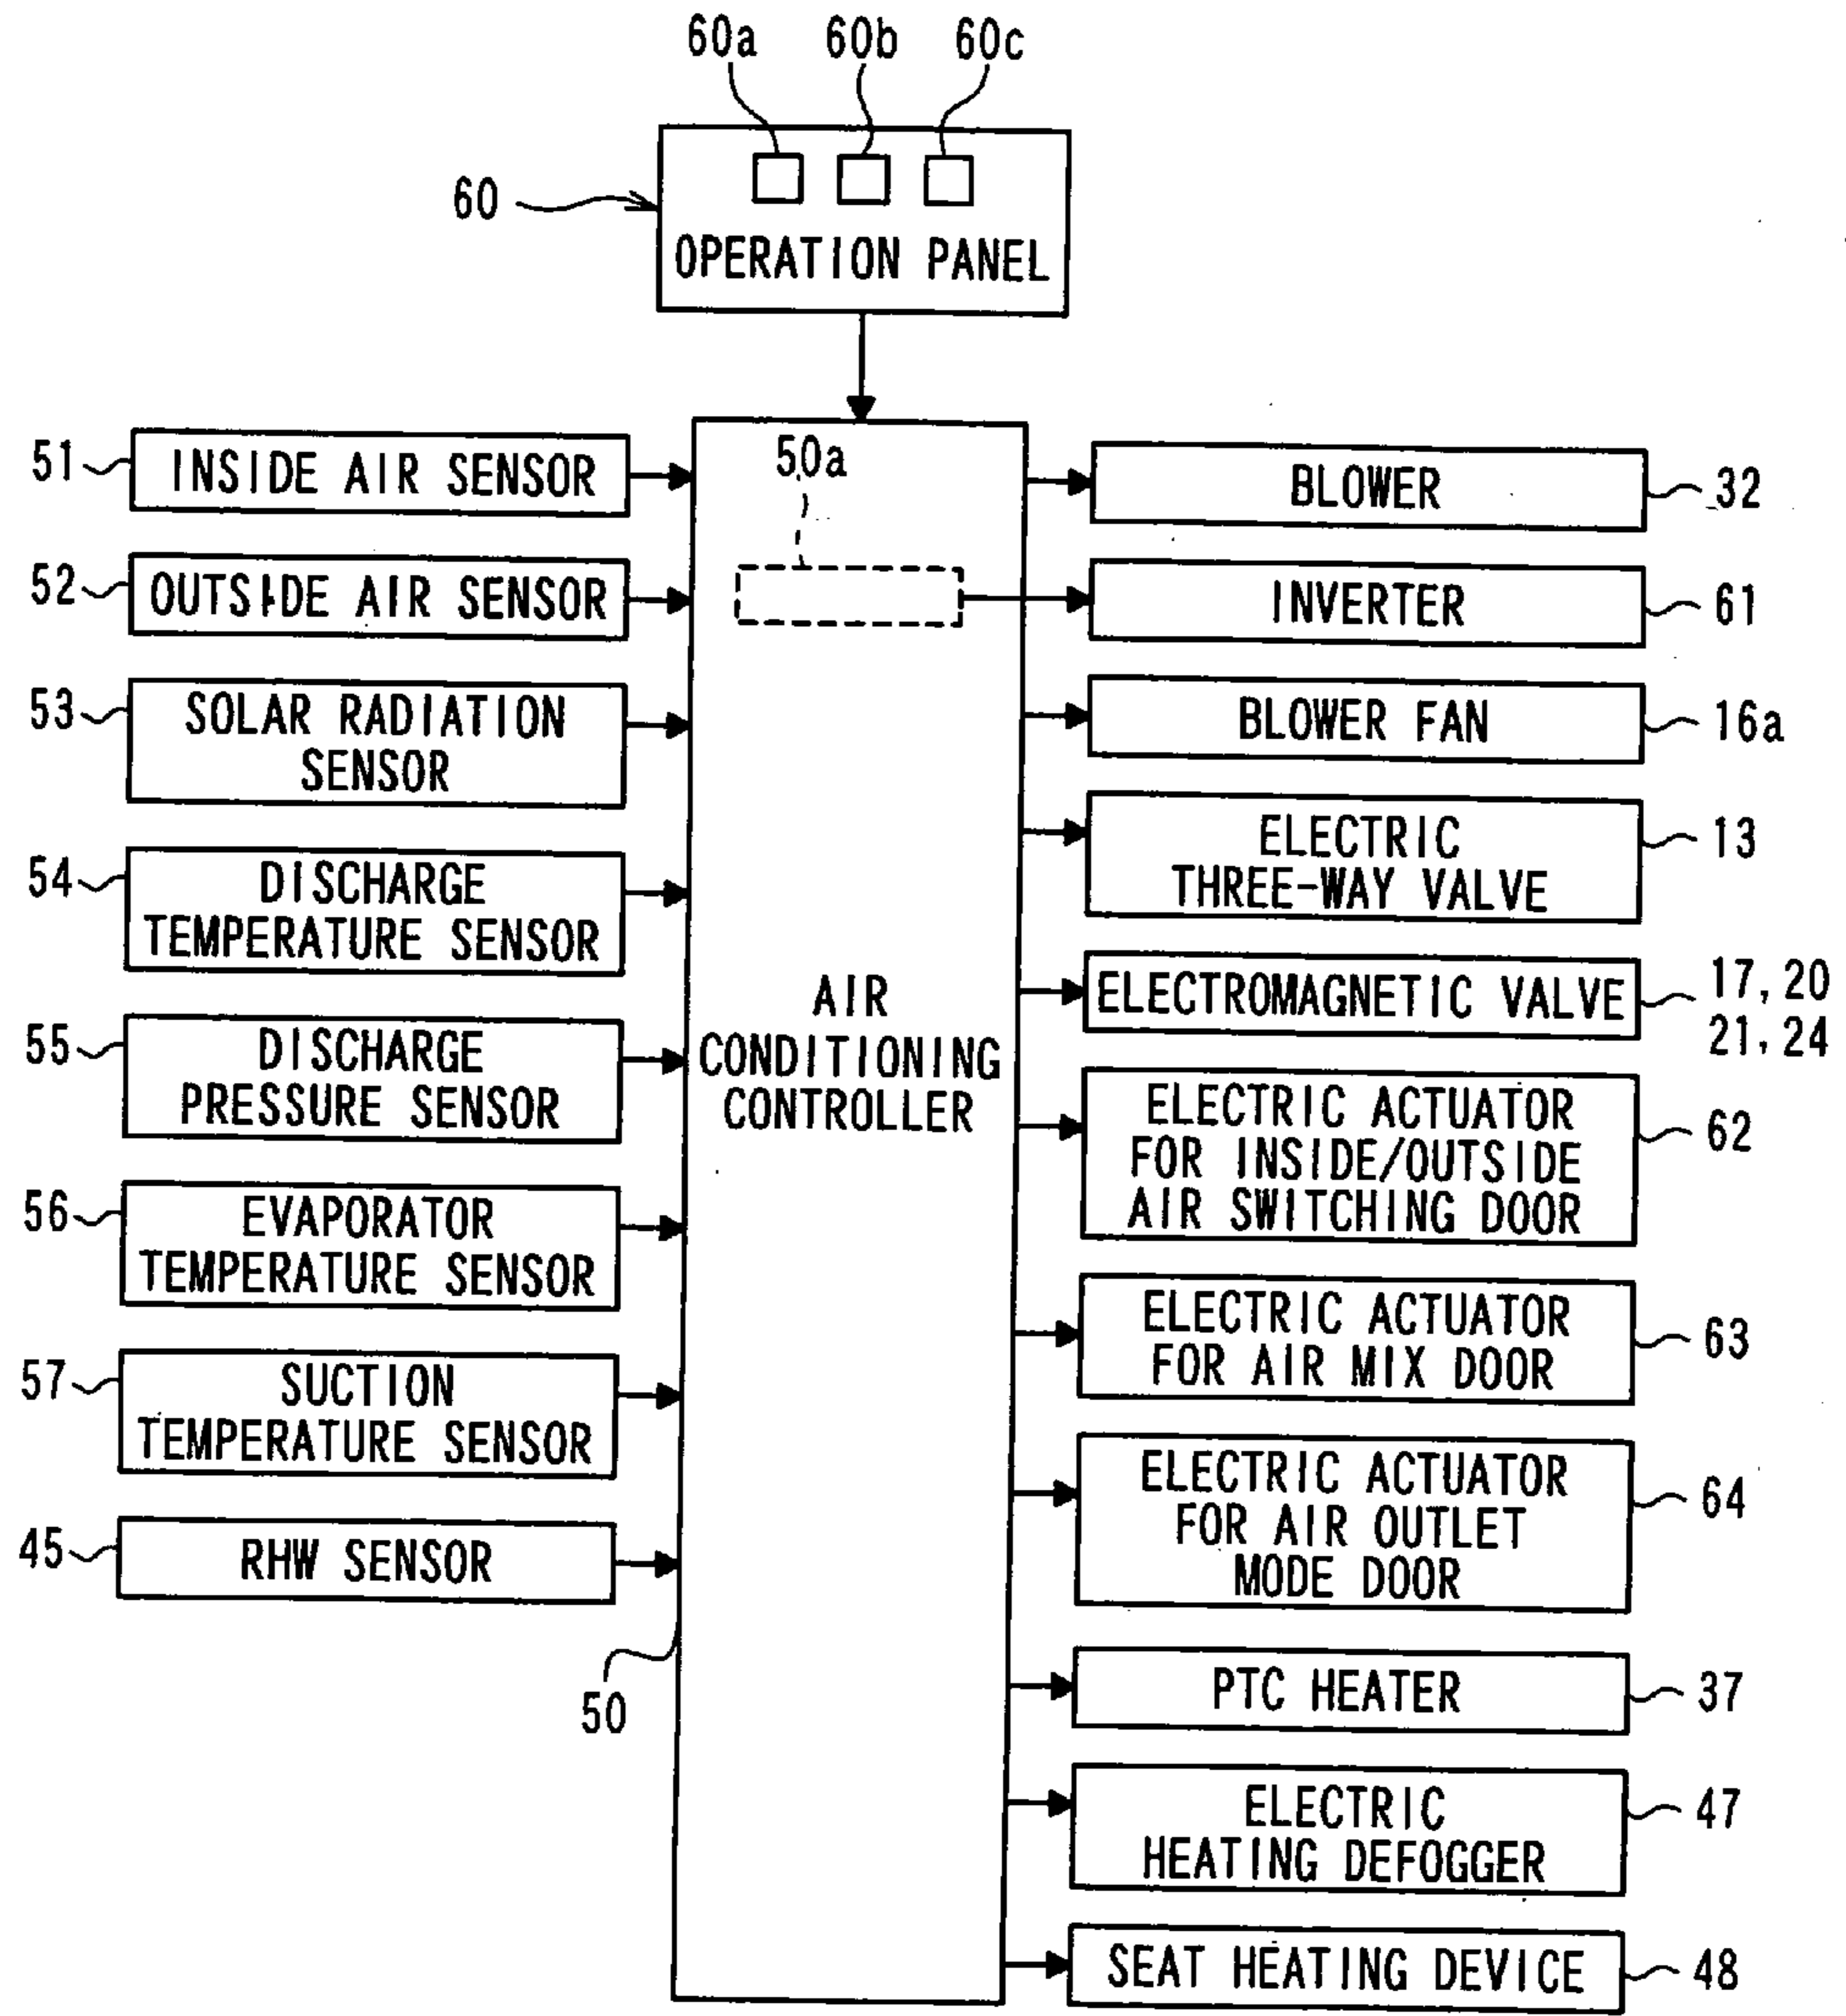 60a 60b 60c
60
OPERATION PANEL
51 INSIDE AIR SENSOR
52 OUTSIDE AIR SENSOR
53 SOLAR RADIATION
SENSOR
54 DISCHARGE
TEMPERATURE SENSOR
55 DISCHARGE
PRESSURE SENSOR
56 EVAPORATOR
TEMPERATURE SENSOR
57 SUCTION
TEMPERATURE SENSOR
45 RHW SENSOR
50a
AIR
CONDITIONING
CONTROLLER
50
BLOWER 32
INVERTER 61
BLOWER FAN 16a
ELECTRIC
THREE-WAY VALVE 13
ELECTROMAGNETIC VALVE 17, 20
21, 24
ELECTRIC ACTUATOR
FOR INSIDE/OUTSIDE
AIR SWITCHING DOOR 62
ELECTRIC ACTUATOR
FOR AIR MIX DOOR 63
ELECTRIC ACTUATOR
FOR AIR OUTLET
MODE DOOR 64
PTC HEATER 37
ELECTRIC
HEATING DEFOGGER 47
SEAT HEATING DEVICE 48